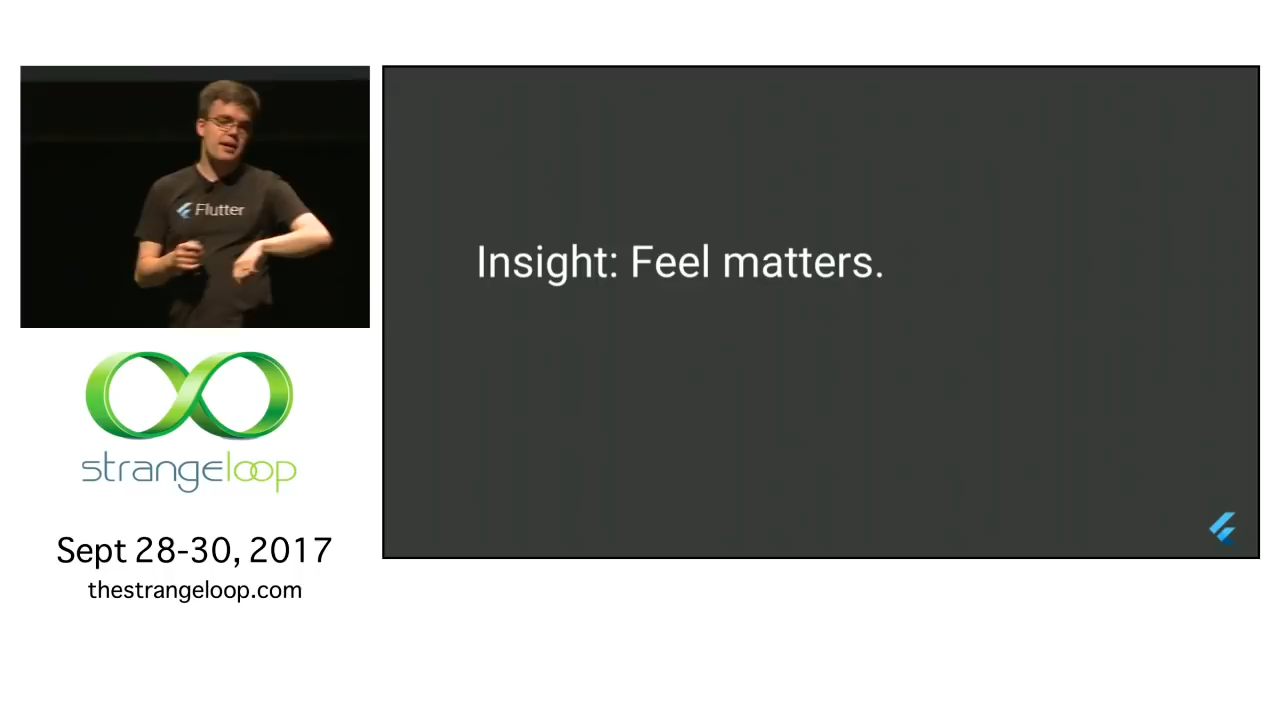 Flutter
Insight: Feel matters.
strangeloop
Sept 28-30, 2017
thestrangeloop.com